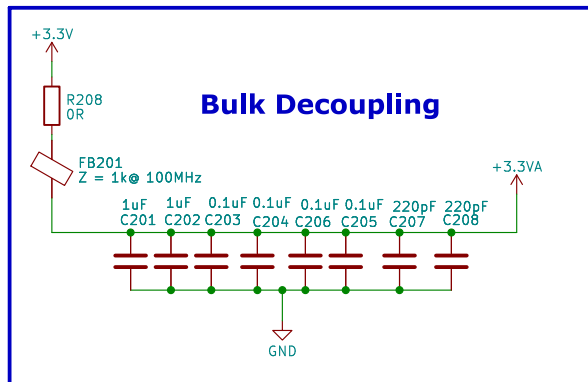 +3.3V
R208
0R
Bulk Decoupling
FB201
Z = 1k@ 100MHz
+3.3VA
1uF 1uF 0.1uF 0.1uF 0.1uF 0.1uF 220pF 220pF
C201 C202 C203 C204 C206 C205 C207 C208
GND